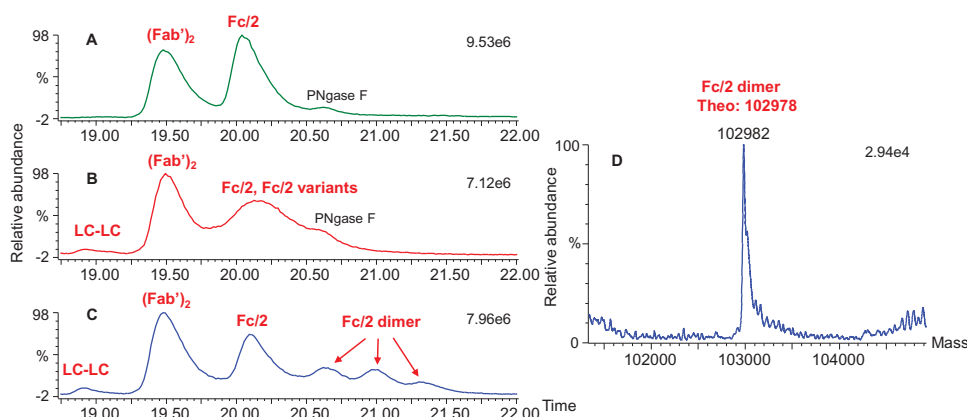 98
A
(Fab')₂
Fc/2
9.53e6
%
PNgase F
-2
19.00 19.50 20.00 20.50 21.00 21.50 22.00
Relative abundance
98
B
(Fab')₂
Fc/2, Fc/2 variants
7.12e6
%
PNgase F
LC-LC
-2
19.00 19.50 20.00 20.50 21.00 21.50 22.00
98
C
(Fab')₂
Fc/2
Fc/2 dimer
7.96e6
%
LC-LC
-2
19.00 19.50 20.00 20.50 21.00 21.50 22.00
Time
Fc/2 dimer
Theo: 102978
102982
D
2.94e4
100
Relative abundance
%
0
Mass
102000 103000 104000